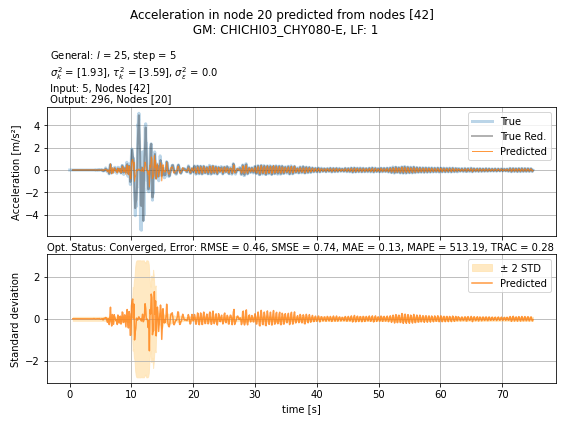 Acceleration in node 20 predicted from nodes [42]
GM: CHICHI03_CHY080-E, LF: 1
General: l = 25, step = 5
σ²ₖ = [1.93], τ²ₖ = [3.59], σ²ε = 0.0
Input: 5, Nodes [42]
Output: 296, Nodes [20]
Acceleration [m/s²]
4
2
0
−2
−4
True
True Red.
Predicted
Opt. Status: Converged, Error: RMSE = 0.46, SMSE = 0.74, MAE = 0.13, MAPE = 513.19, TRAC = 0.28
Standard deviation
2
0
−2
± 2 STD
Predicted
0 10 20 30 40 50 60 70
time [s]